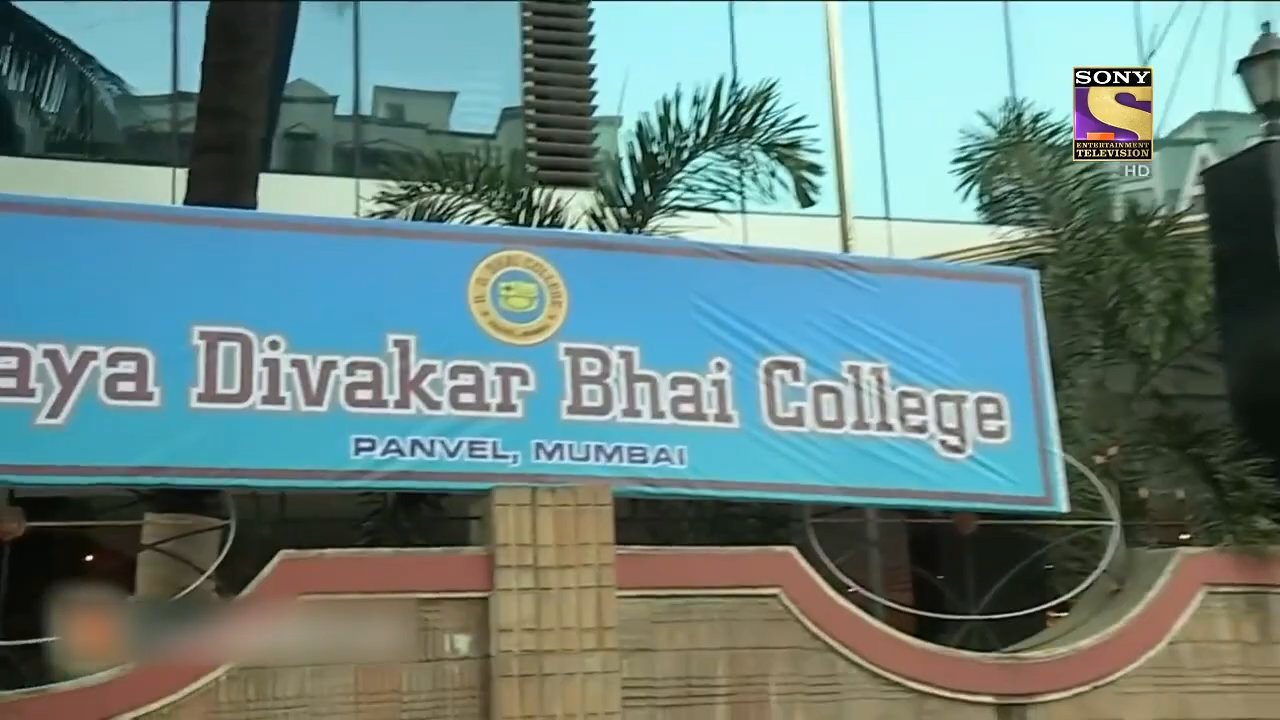 SONY
ENTERTAINMENT
TELEVISION
HD
aya Divakar Bhai College
PANVEL, MUMBAI